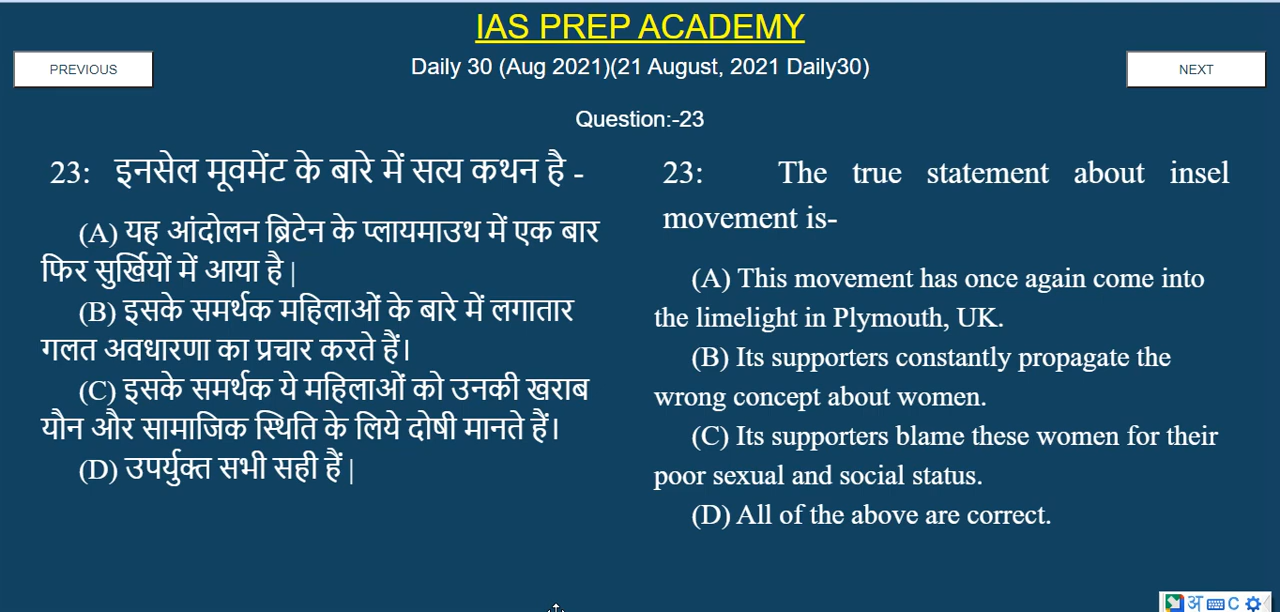 IAS PREP ACADEMY
PREVIOUS
Daily 30 (Aug 2021)(21 August, 2021 Daily30)
NEXT
Question:-23
23: इनसेल मूवमेंट के बारे में सत्य कथन है -
(A) यह आंदोलन ब्रिटेन के प्लायमाउथ में एक बार
फिर सुर्खियों में आया है |
(B) इसके समर्थक महिलाओं के बारे में लगातार
गलत अवधारणा का प्रचार करते हैं।
(C) इसके समर्थक ये महिलाओं को उनकी खराब
यौन और सामाजिक स्थिति के लिये दोषी मानते हैं।
(D) उपर्युक्त सभी सही हैं |
23: The true statement about insel
movement is-
(A) This movement has once again come into
the limelight in Plymouth, UK.
(B) Its supporters constantly propagate the
wrong concept about women.
(C) Its supporters blame these women for their
poor sexual and social status.
(D) All of the above are correct.
अ C